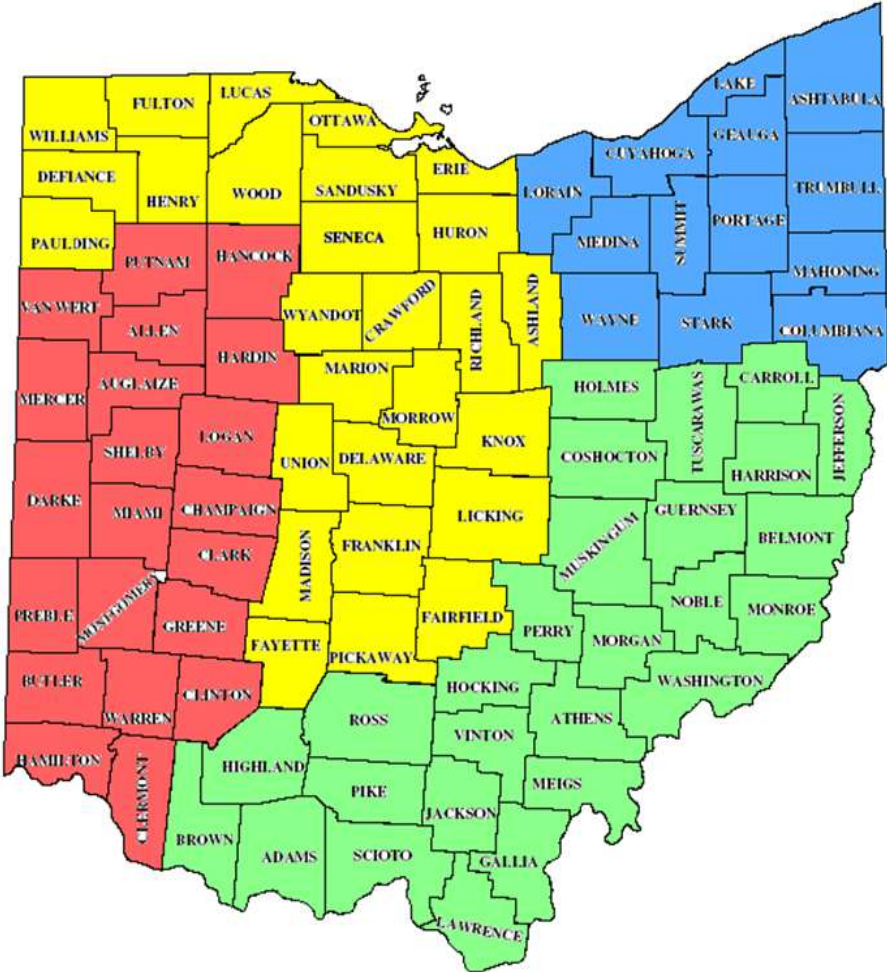 LAKE
ASHTABULA
LUCAS
FULTON
OTTAWA
WILLIAMS
GEAUGA
CUYAHOGA
ERIE
DEFIANCE
WOOD
SANDUSKY
LORAIN
TRUMBULL
HENRY
SUMMIT
PORTAGE
SENECA
HURON
MEDINA
PAULDING
HANCOCK
PUTNAM
MAHONING
VAN WERT
WYANDOT
CRAWFORD
RICHLAND
ASHLAND
WAYNE
STARK
COLUMBIANA
ALLEN
HARDIN
MARION
CARROLL
AUGLAIZE
HOLMES
TUSCARAWAS
JEFFERSON
MERCER
MORROW
LOGAN
KNOX
SHELBY
UNION
DELAWARE
COSHOCTON
HARRISON
DARKE
CHAMPAIGN
MIAMI
LICKING
GUERNSEY
BELMONT
MUSKINGUM
CLARK
MADISON
FRANKLIN
NOBLE
MONROE
PREBLE
MONTGOMERY
GREENE
FAIRFIELD
PERRY
MORGAN
FAYETTE
PICKAWAY
BUTLER
CLINTON
HOCKING
WASHINGTON
WARREN
ROSS
ATHENS
VINTON
HAMILTON
CLERMONT
HIGHLAND
PIKE
MEIGS
JACKSON
BROWN
ADAMS
SCIOTO
GALLIA
LAWRENCE